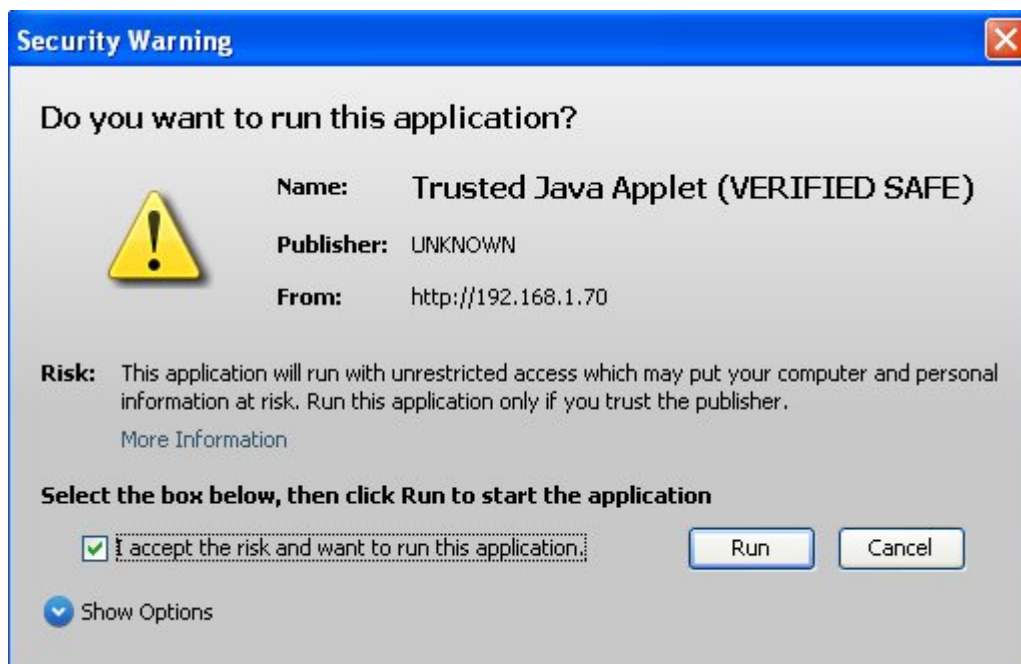 Security Warning
Do you want to run this application?
Name: Trusted Java Applet (VERIFIED SAFE)
Publisher: UNKNOWN
From: http://192.168.1.70
Risk: This application will run with unrestricted access which may put your computer and personal
information at risk. Run this application only if you trust the publisher.
More Information
Select the box below, then click Run to start the application
I accept the risk and want to run this application. Run Cancel
Show Options